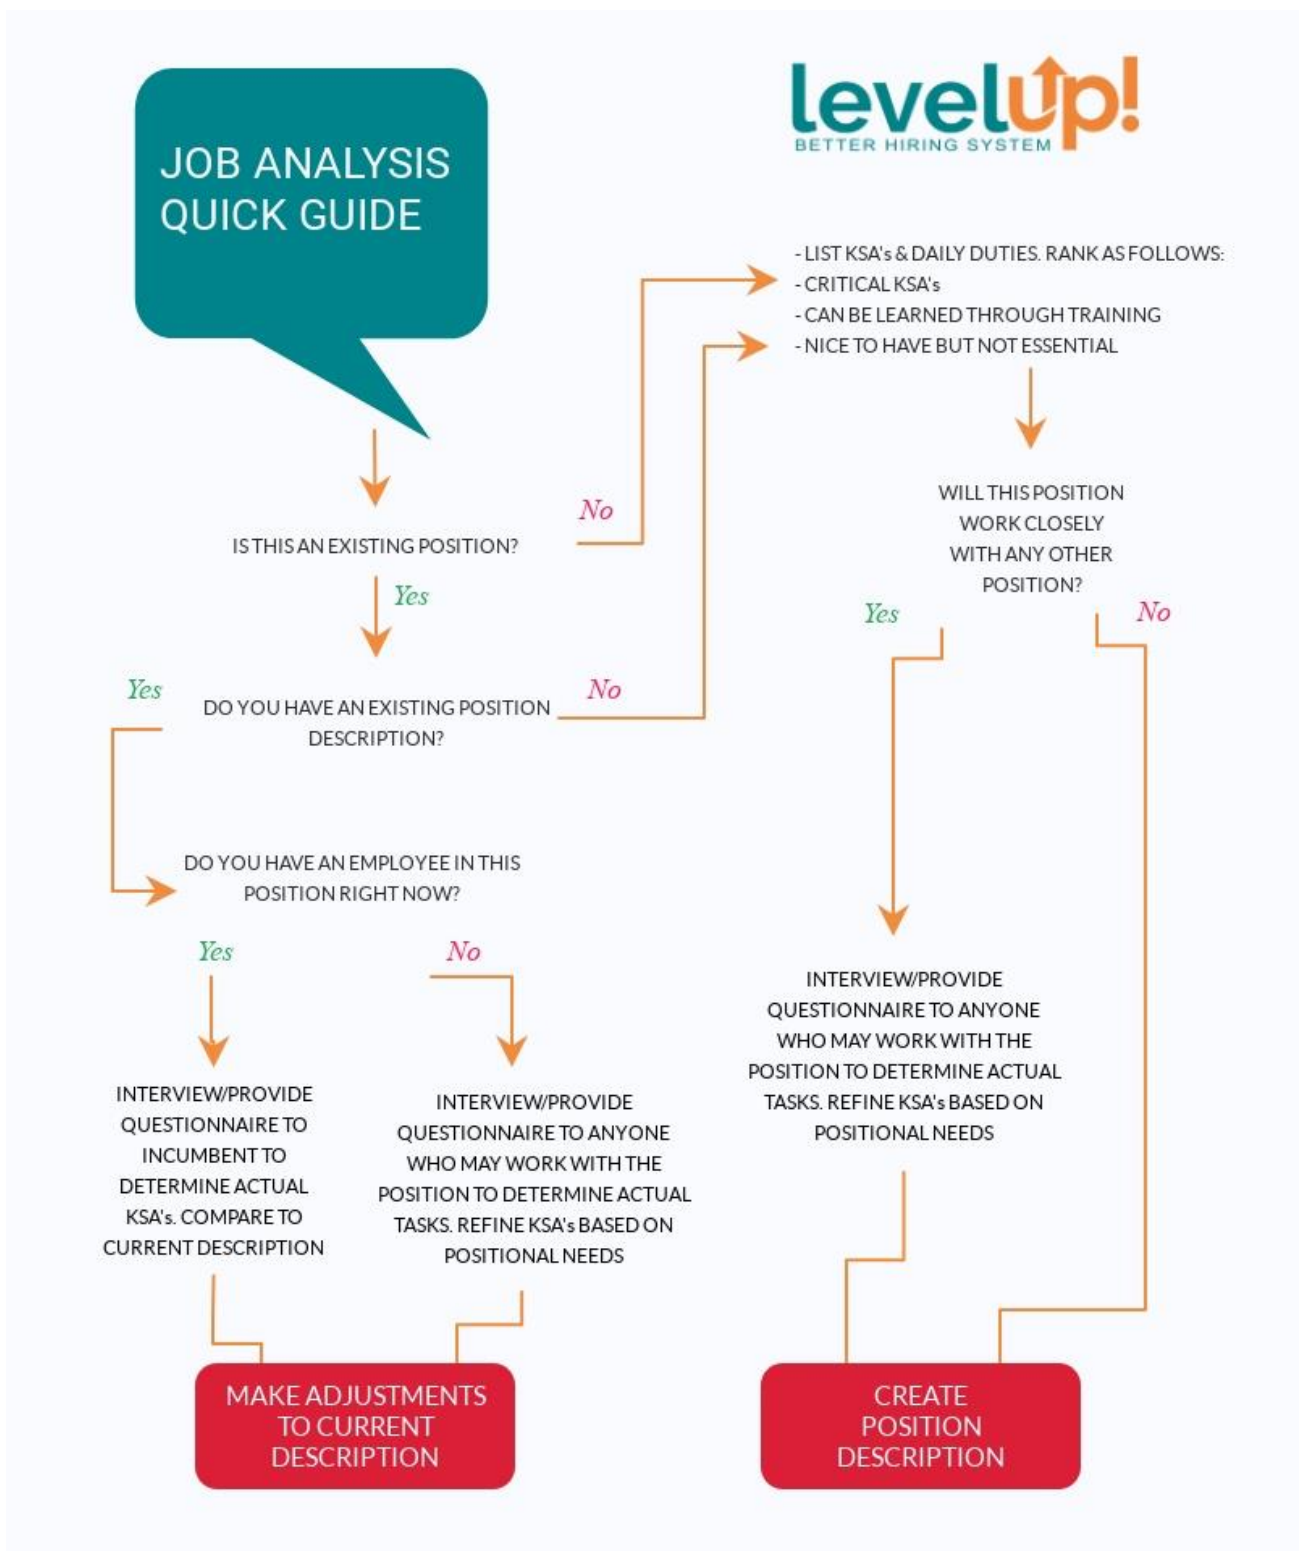 JOB ANALYSIS
QUICK GUIDE
levelup!
BETTER HIRING SYSTEM
- LIST KSA's & DAILY DUTIES. RANK AS FOLLOWS:
- CRITICAL KSA's
- CAN BE LEARNED THROUGH TRAINING
- NICE TO HAVE BUT NOT ESSENTIAL
No
IS THIS AN EXISTING POSITION?
Yes
WILL THIS POSITION
WORK CLOSELY
WITH ANY OTHER
POSITION?
Yes
No
Yes
No
DO YOU HAVE AN EXISTING POSITION
DESCRIPTION?
DO YOU HAVE AN EMPLOYEE IN THIS
POSITION RIGHT NOW?
Yes
No
INTERVIEW/PROVIDE
QUESTIONNAIRE TO
INCUMBENT TO
DETERMINE ACTUAL
KSA's. COMPARE TO
CURRENT DESCRIPTION
INTERVIEW/PROVIDE
QUESTIONNAIRE TO ANYONE
WHO MAY WORK WITH THE
POSITION TO DETERMINE ACTUAL
TASKS. REFINE KSA's BASED ON
POSITIONAL NEEDS
INTERVIEW/PROVIDE
QUESTIONNAIRE TO ANYONE
WHO MAY WORK WITH THE
POSITION TO DETERMINE ACTUAL
TASKS. REFINE KSA's BASED ON
POSITIONAL NEEDS
MAKE ADJUSTMENTS
TO CURRENT
DESCRIPTION
CREATE
POSITION
DESCRIPTION